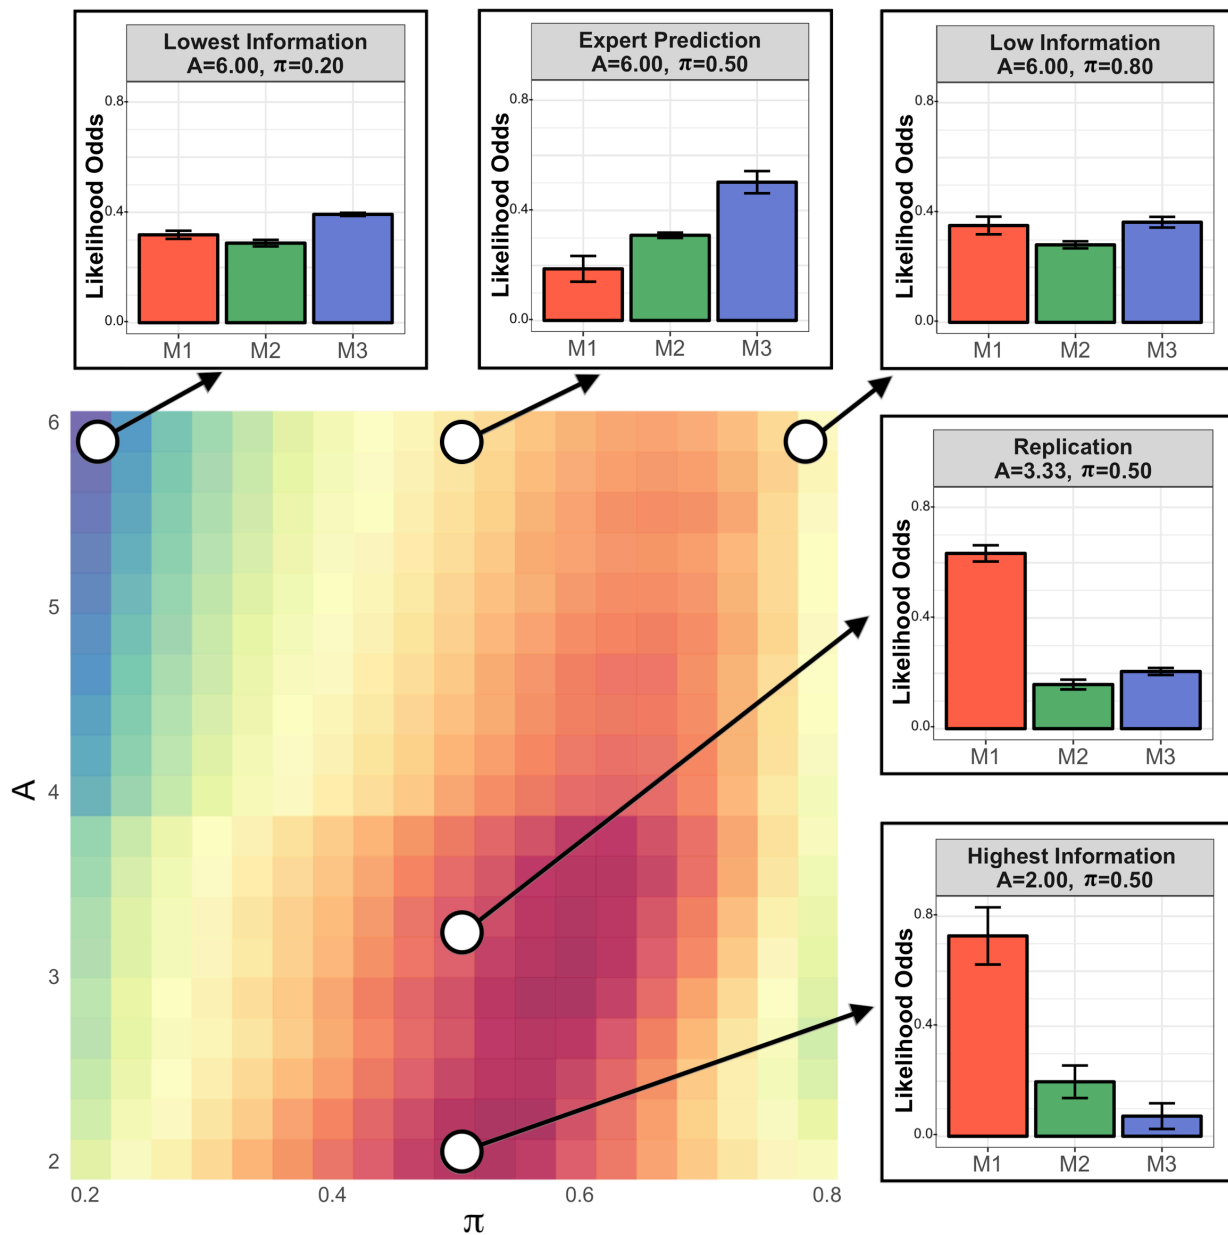 Lowest Information
A=6.00, π=0.20
Likelihood Odds
0.8
0.4
0.0
M1 M2 M3
Expert Prediction
A=6.00, π=0.50
Likelihood Odds
0.8
0.4
0.0
M1 M2 M3
Low Information
A=6.00, π=0.80
Likelihood Odds
0.8
0.4
0.0
M1 M2 M3
Replication
A=3.33, π=0.50
Likelihood Odds
0.8
0.4
0.0
M1 M2 M3
Highest Information
A=2.00, π=0.50
Likelihood Odds
0.8
0.4
0.0
M1 M2 M3
A
6
5
4
3
2
0.2 0.4 0.6 0.8
π